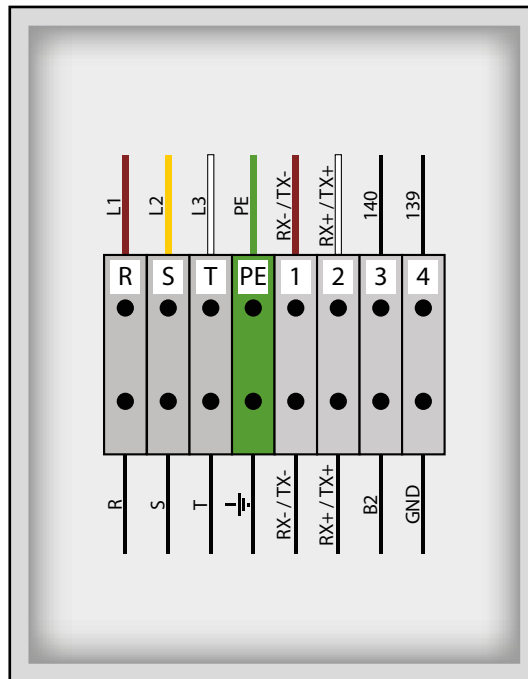 L1 L2 L3 PE RX- / TX- RX+ / TX+ 140 139
R S T PE 1 2 3 4
R S T RX- / TX- RX+ / TX+ B2 GND